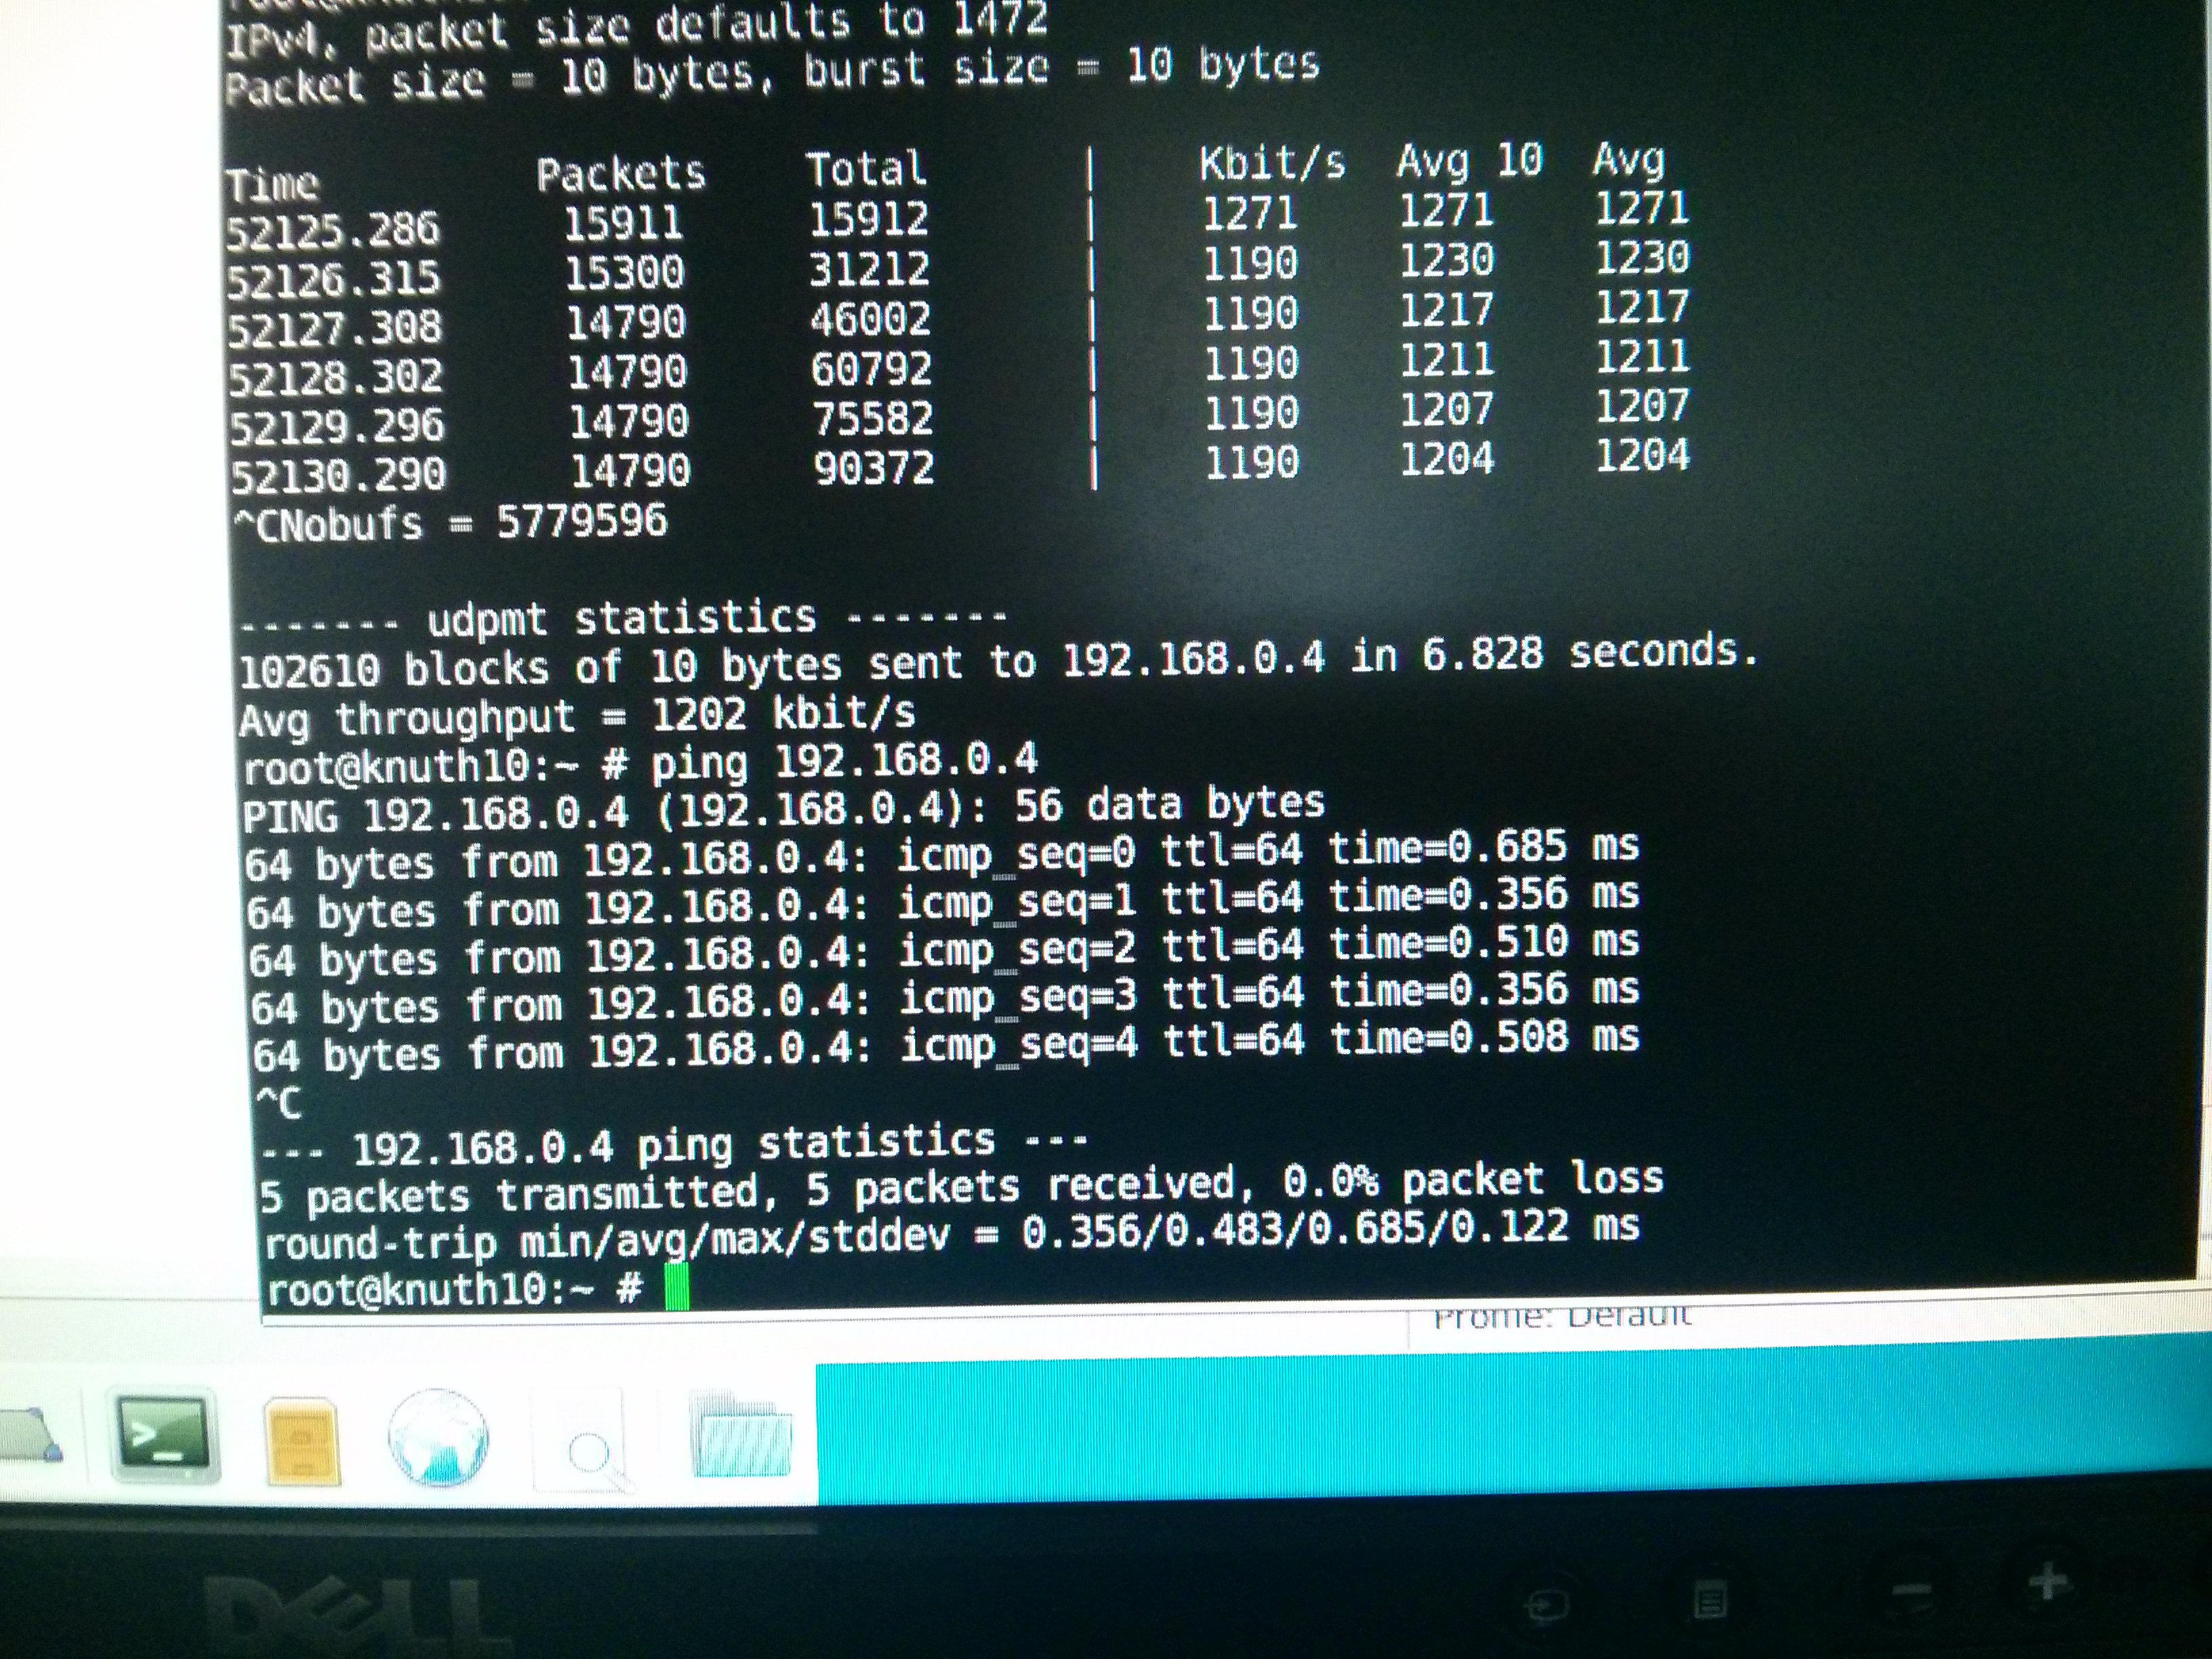 IPv4, packet size defaults to 1472
Packet size = 10 bytes, burst size = 10 bytes
Time Packets Total | Kbit/s Avg 10 Avg
52125.286 15911 15912 | 1271 1271 1271
52126.315 15300 31212 | 1190 1230 1230
52127.308 14790 46002 | 1190 1217 1217
52128.302 14790 60792 | 1190 1211 1211
52129.296 14790 75582 | 1190 1207 1207
52130.290 14790 90372 | 1190 1204 1204
^CNobufs = 5779596
------- udpmt statistics -------
102610 blocks of 10 bytes sent to 192.168.0.4 in 6.828 seconds.
Avg throughput = 1202 kbit/s
root@knuth10:~ # ping 192.168.0.4
PING 192.168.0.4 (192.168.0.4): 56 data bytes
64 bytes from 192.168.0.4: icmp_seq=0 ttl=64 time=0.685 ms
64 bytes from 192.168.0.4: icmp_seq=1 ttl=64 time=0.356 ms
64 bytes from 192.168.0.4: icmp_seq=2 ttl=64 time=0.510 ms
64 bytes from 192.168.0.4: icmp_seq=3 ttl=64 time=0.356 ms
64 bytes from 192.168.0.4: icmp_seq=4 ttl=64 time=0.508 ms
^C
--- 192.168.0.4 ping statistics ---
5 packets transmitted, 5 packets received, 0.0% packet loss
round-trip min/avg/max/stddev = 0.356/0.483/0.685/0.122 ms
root@knuth10:~ #
Profile: Default
>_
DELL